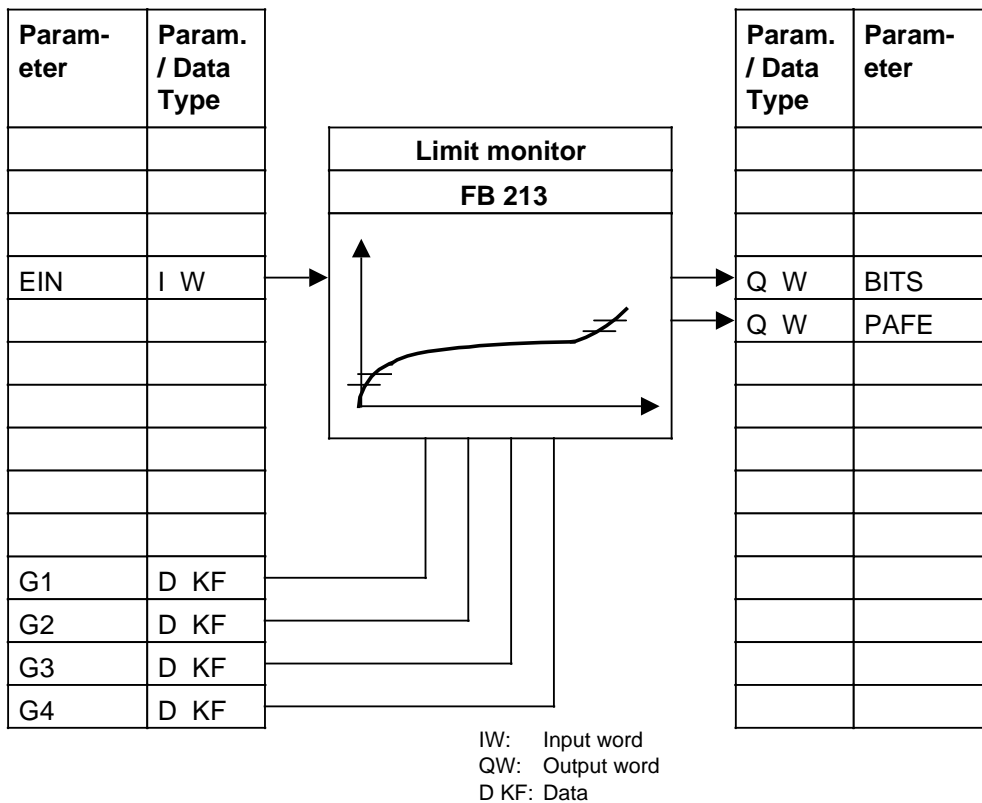 Param-
eter
Param.
/ Data
Type
Param.
/ Data
Type
Param-
eter
Limit monitor
FB 213
EIN I W Q W BITS
Q W PAFE
G1 D KF
G2 D KF
G3 D KF
G4 D KF
IW: Input word
QW: Output word
D KF: Data